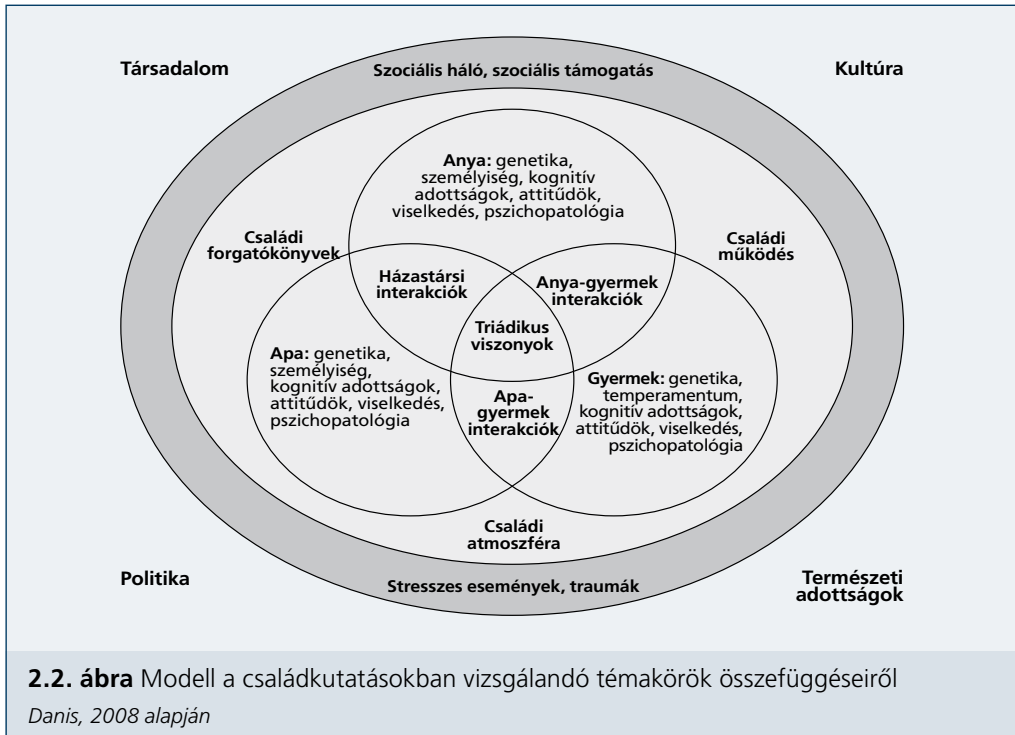 Társadalom
Szociális háló, szociális támogatás
Kultúra
Anya: genetika,
személyiség, kognitív
adottságok, attitűdök,
viselkedés, pszichopatológia
Családi
forgatókönyvek
Családi
működés
Házastársi
interakciók
Anya-gyermek
interakciók
Triádikus
viszonyok
Apa: genetika,
személyiség,
kognitív adottságok,
attitűdök, viselkedés,
pszichopatológia
Apa-
gyermek
interakciók
Gyermek: genetika,
temperamentum,
kognitív adottságok,
attitűdök, viselkedés,
pszichopatológia
Családi
atmoszféra
Politika
Stresszes események, traumák
Természeti
adottságok
2.2. ábra Modell a családkutatásokban vizsgálandó témakörök összefüggéseiről
Danis, 2008 alapján